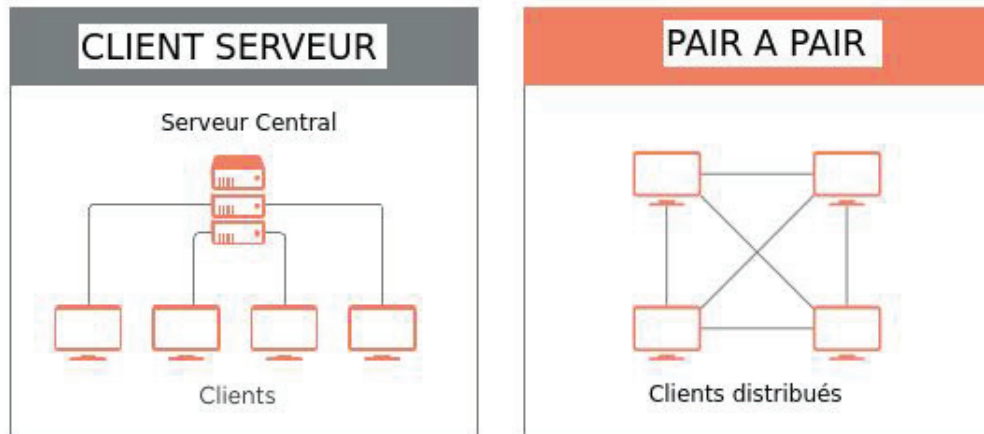 CLIENT SERVEUR
Serveur Central
Clients
PAIR A PAIR
Clients distribués